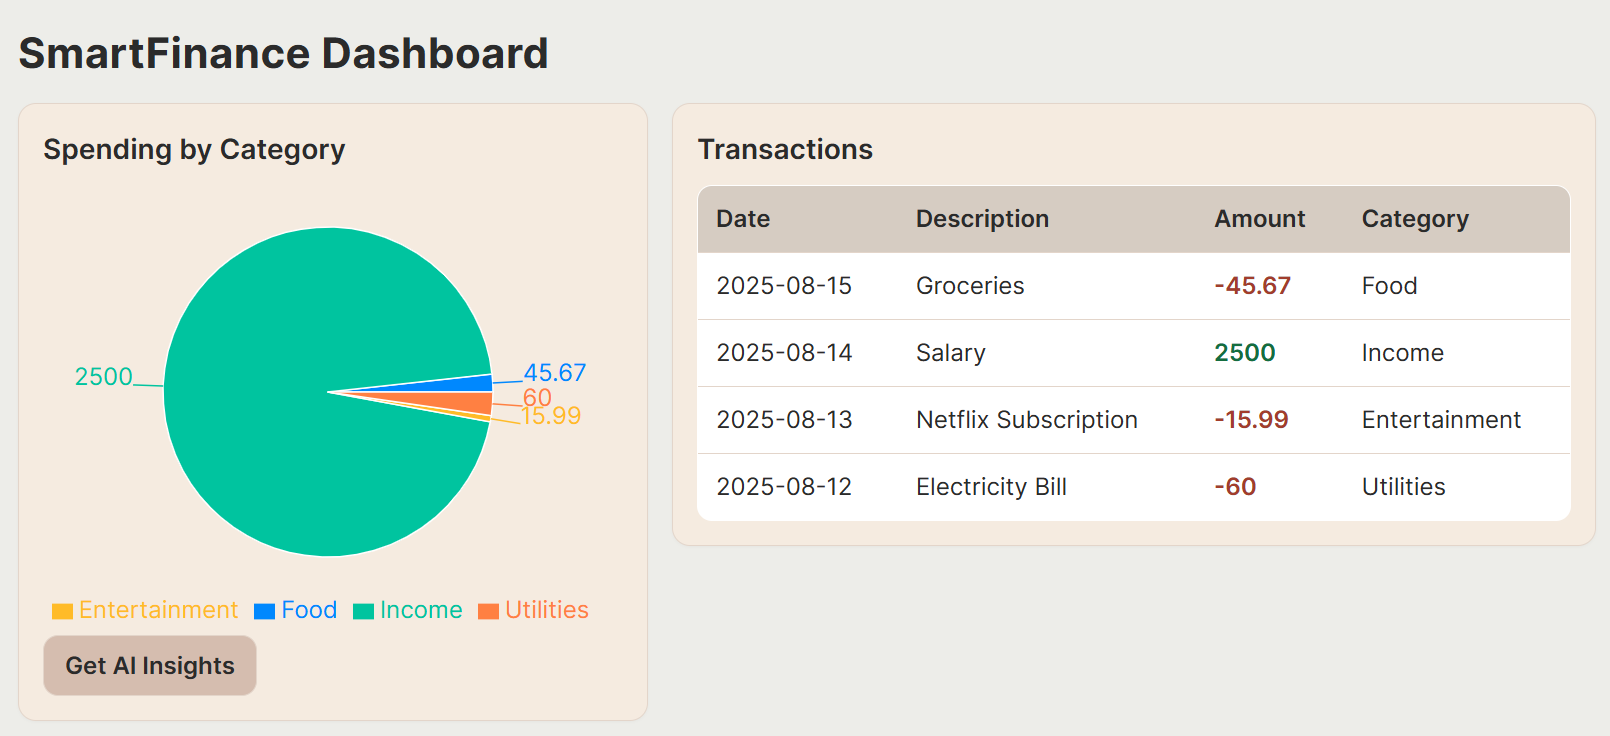 SmartFinance Dashboard
Spending by Category
2500
45.67
60
15.99
Entertainment Food Income Utilities
Get AI Insights
Transactions
Date Description Amount Category
2025-08-15 Groceries -45.67 Food
2025-08-14 Salary 2500 Income
2025-08-13 Netflix Subscription -15.99 Entertainment
2025-08-12 Electricity Bill -60 Utilities